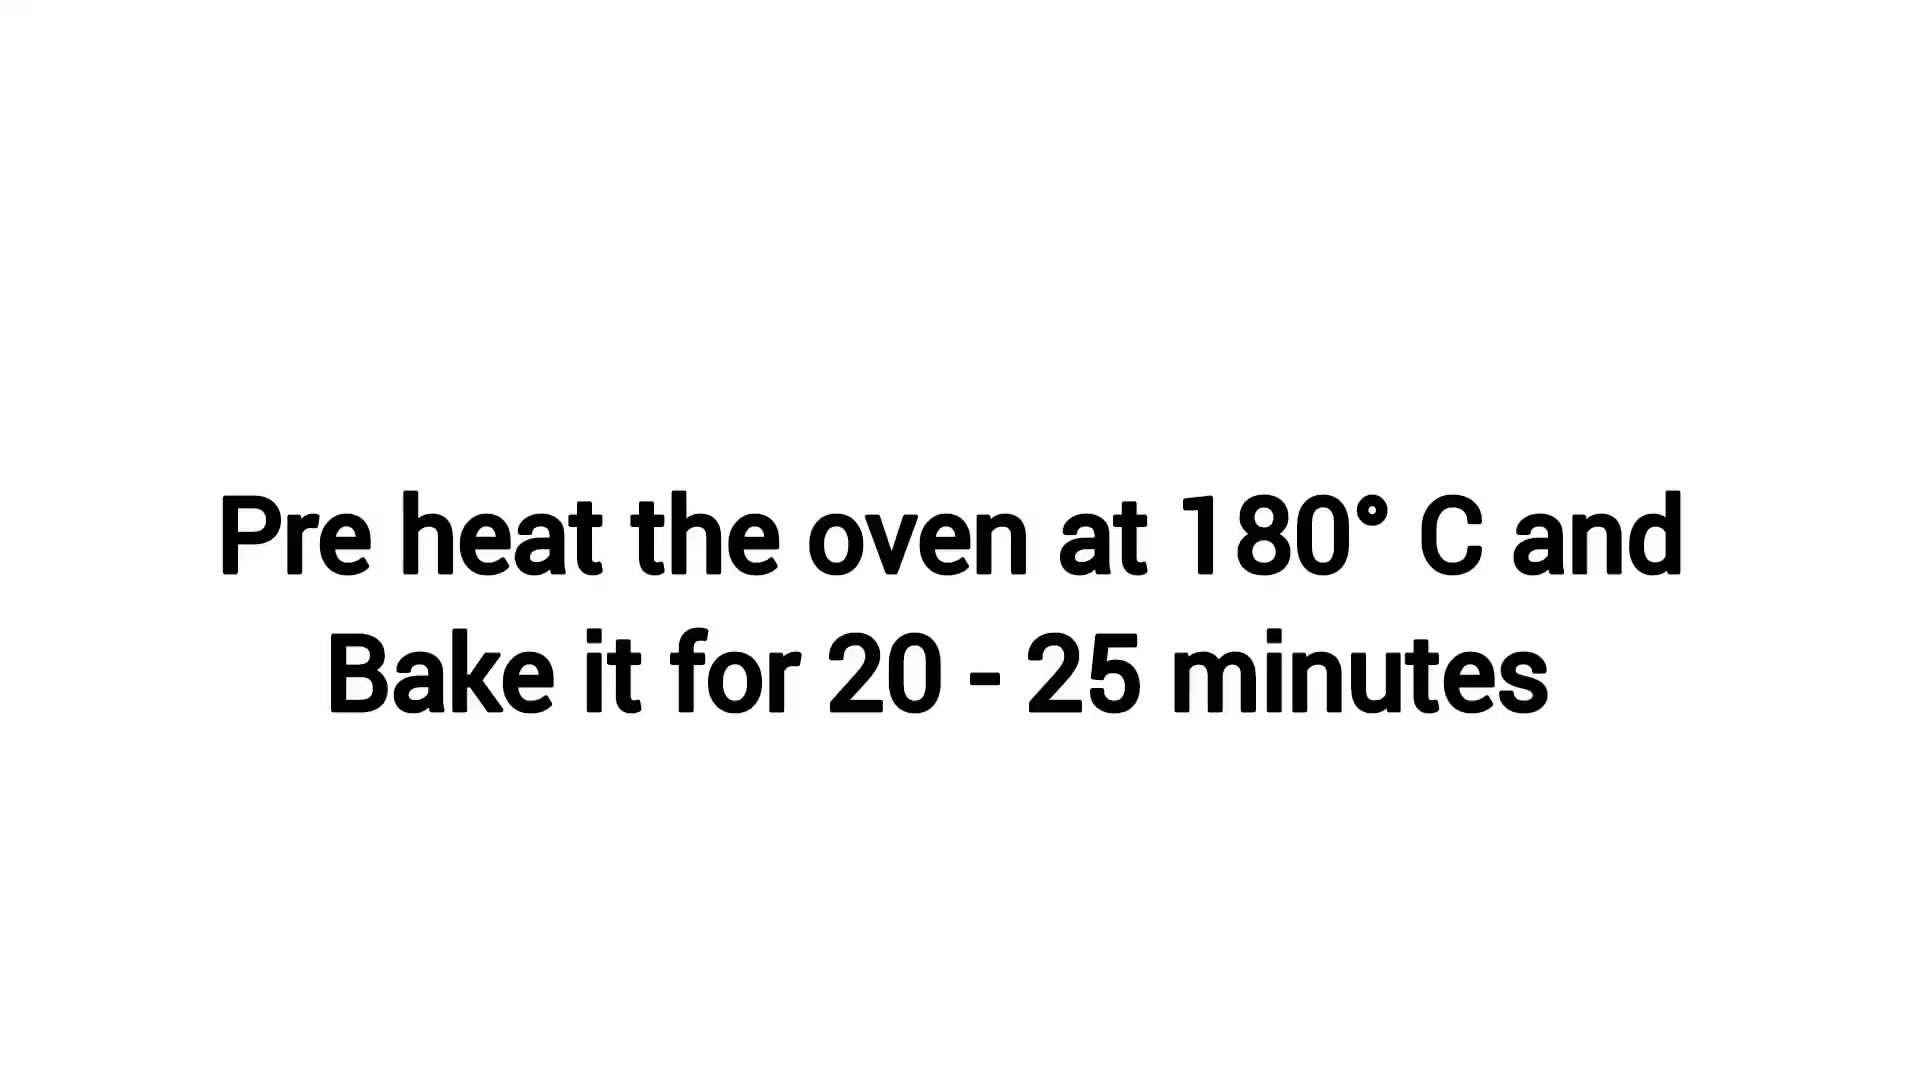 Pre heat the oven at 180° C and
Bake it for 20 - 25 minutes